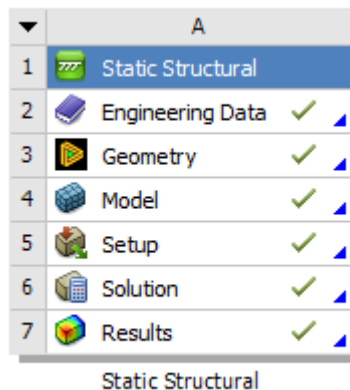 A
1 Static Structural
2 Engineering Data
3 Geometry
4 Model
5 Setup
6 Solution
7 Results
Static Structural